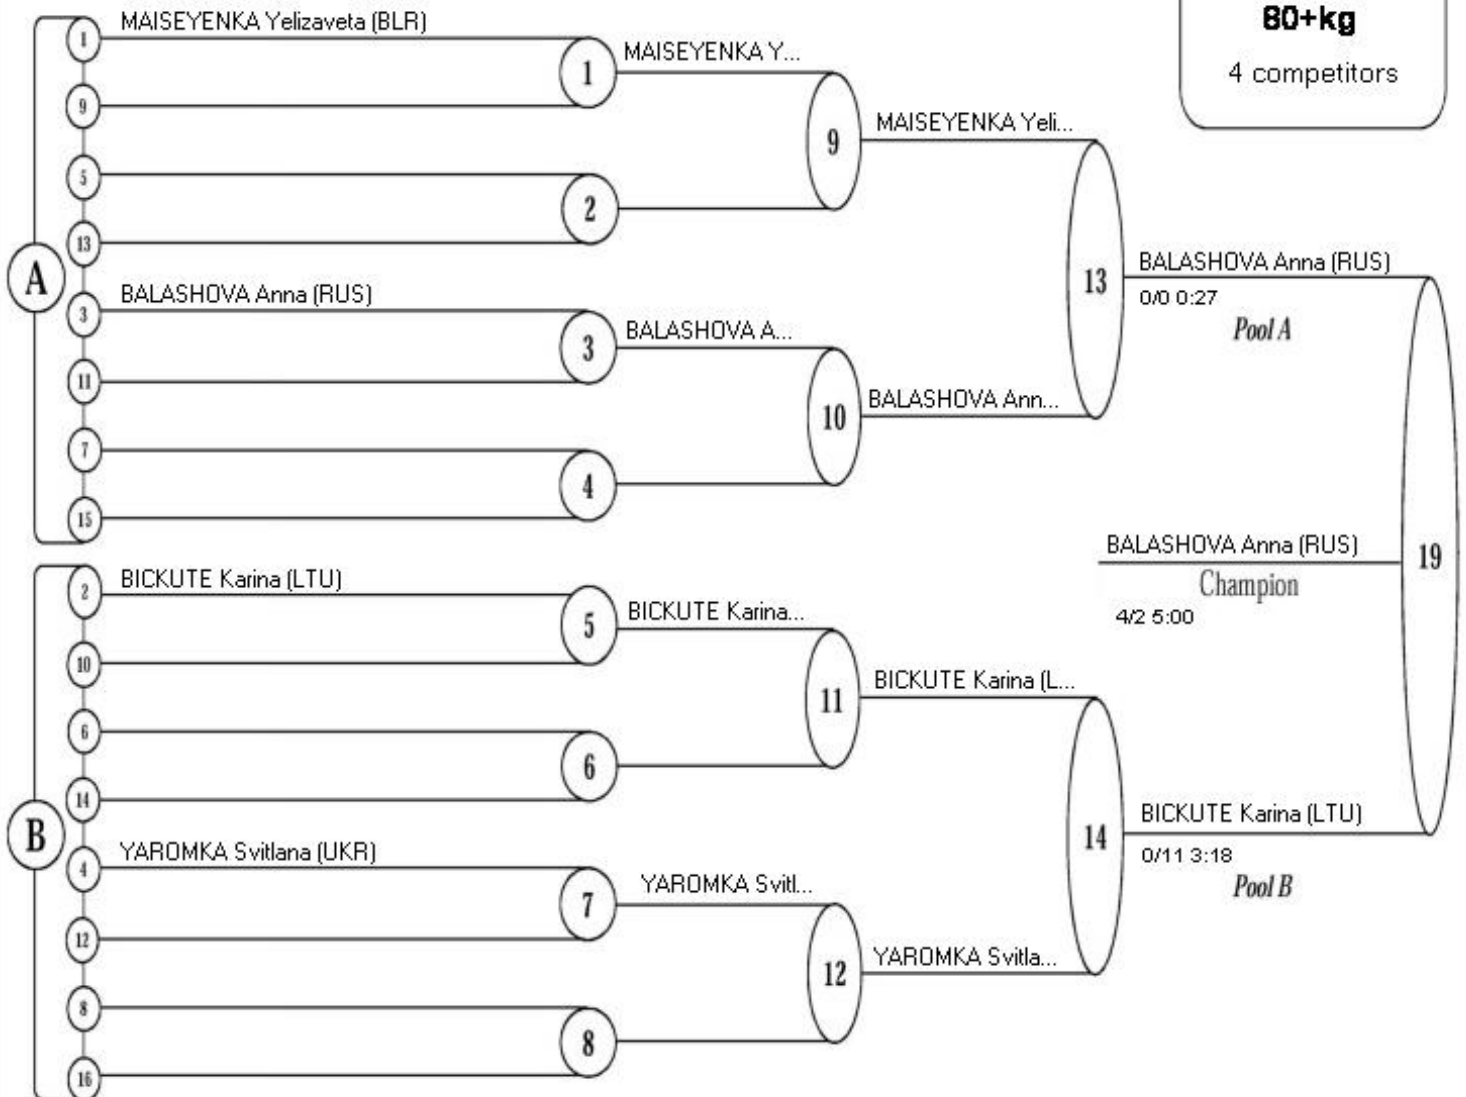 80+kg
4 competitors
A
1
MAISEYENKA Yelizaveta (BLR)
9
5
13
3
BALASHOVA Anna (RUS)
11
7
15
1
2
3
4
MAISEYENKA Y...
BALASHOVA A...
9
10
MAISEYENKA Yeli...
BALASHOVA Ann...
13
BALASHOVA Anna (RUS)
0/0 0:27
Pool A
B
2
BICKUTE Karina (LTU)
10
6
14
4
YAROMKA Svitlana (UKR)
12
8
16
5
6
7
8
BICKUTE Karina...
YAROMKA Svitl...
11
12
BICKUTE Karina (L...
YAROMKA Svitla...
14
BICKUTE Karina (LTU)
0/11 3:18
Pool B
19
BALASHOVA Anna (RUS)
Champion
4/2 5:00